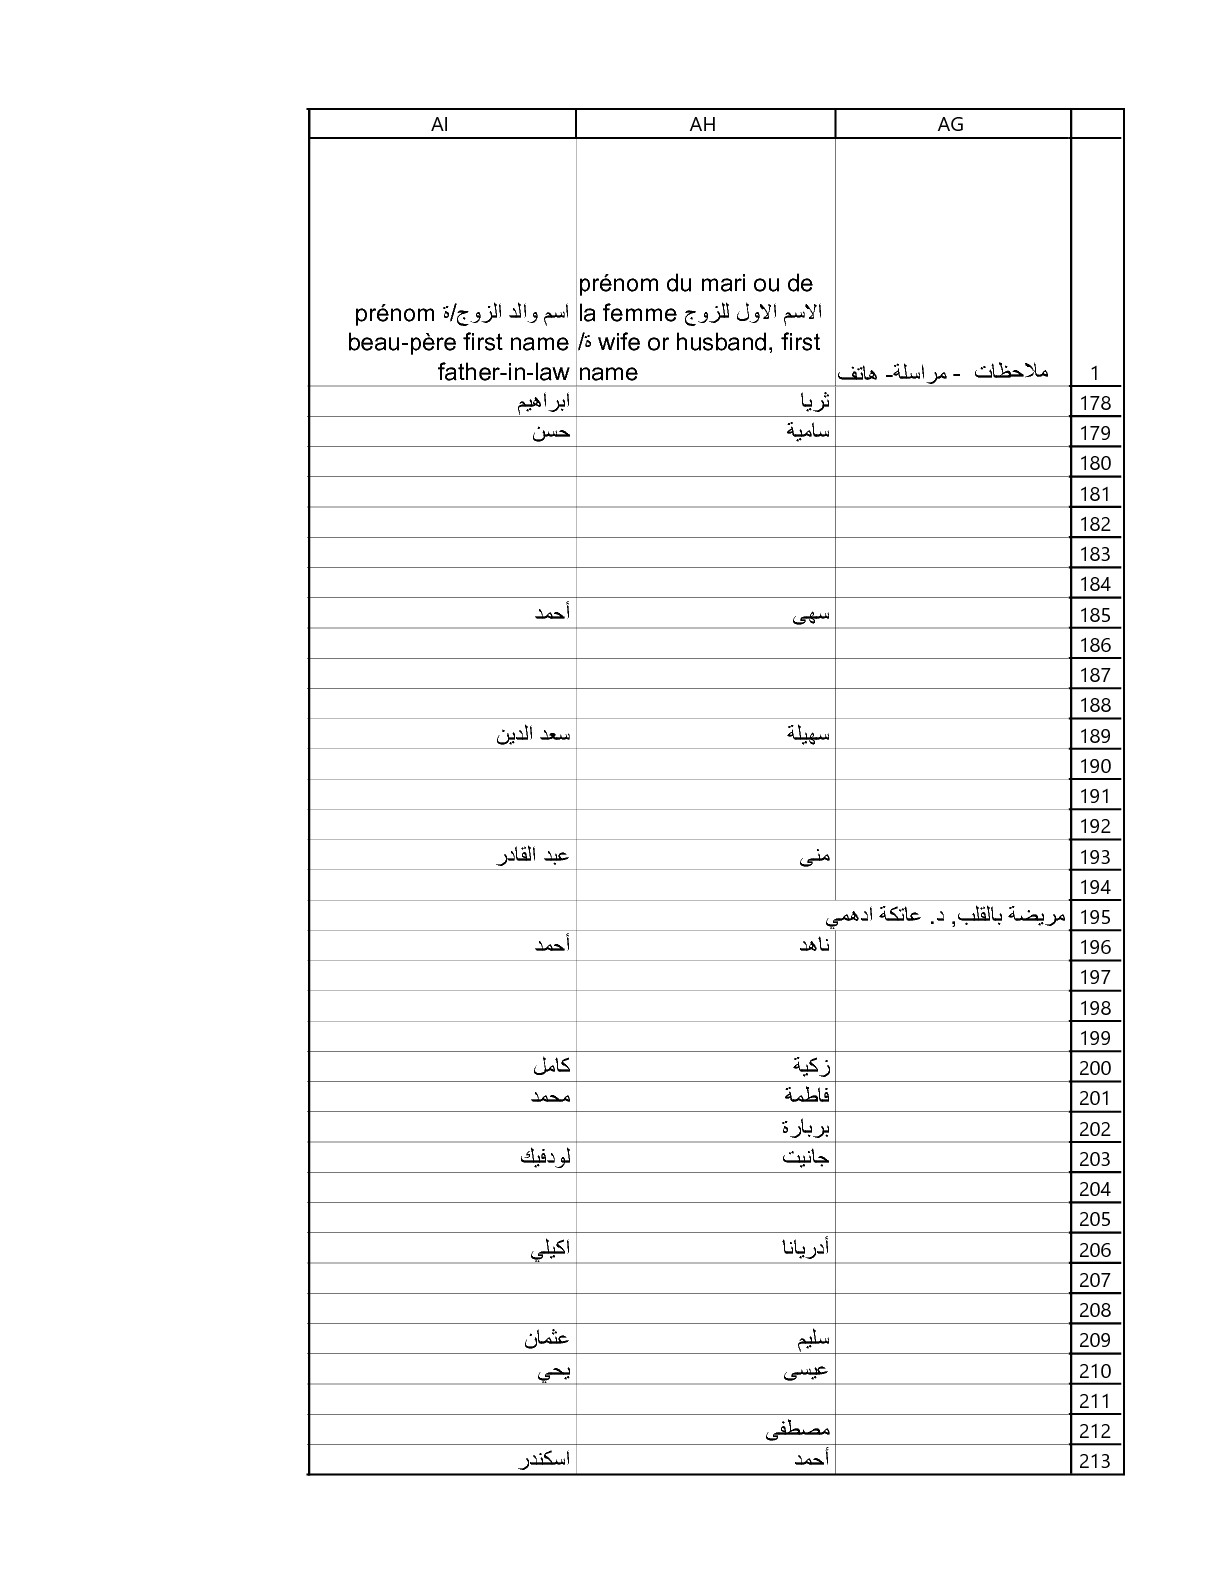 AG AH AI
1 ملاحظات - مراسلة- هاتف
prénom du mari ou de
la femme الاسم الاول للزوج
/ة wife or husband, first
name
prénom اسم والد الزوج/ة
beau-père first name
father-in-law
178 ثريا ابراهيم
179 سامية حسن
180
181
182
183
184
185 سهى أحمد
186
187
188
189 سهيلة سعد الدين
190
191
192
193 منى عبد القادر
194
195 مريضة بالقلب, د. عاتكة ادهمي
196 ناهد أحمد
197
198
199
200 زكية كامل
201 فاطمة محمد
202 بربارة
203 جانيت لودفيك
204
205
206 أدريانا اكيلي
207
208
209 سليم عثمان
210 عيسى يحي
211
212 مصطفى
213 أحمد اسكندر